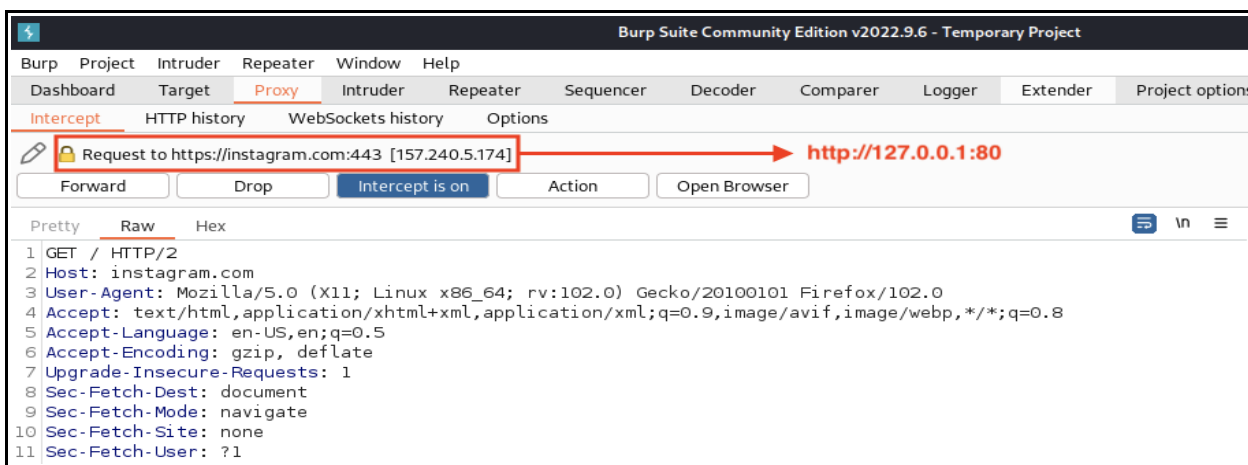 Burp Suite Community Edition v2022.9.6 - Temporary Project
Burp Project Intruder Repeater Window Help
Dashboard Target Proxy Intruder Repeater Sequencer Decoder Comparer Logger Extender Project options
Intercept HTTP history WebSockets history Options
Request to https://instagram.com:443 [157.240.5.174] http://127.0.0.1:80
Forward Drop Intercept is on Action Open Browser
Pretty Raw Hex \n
1 GET / HTTP/2
2 Host: instagram.com
3 User-Agent: Mozilla/5.0 (X11; Linux x86_64; rv:102.0) Gecko/20100101 Firefox/102.0
4 Accept: text/html,application/xhtml+xml,application/xml;q=0.9,image/avif,image/webp,*/*;q=0.8
5 Accept-Language: en-US,en;q=0.5
6 Accept-Encoding: gzip, deflate
7 Upgrade-Insecure-Requests: 1
8 Sec-Fetch-Dest: document
9 Sec-Fetch-Mode: navigate
10 Sec-Fetch-Site: none
11 Sec-Fetch-User: ?1